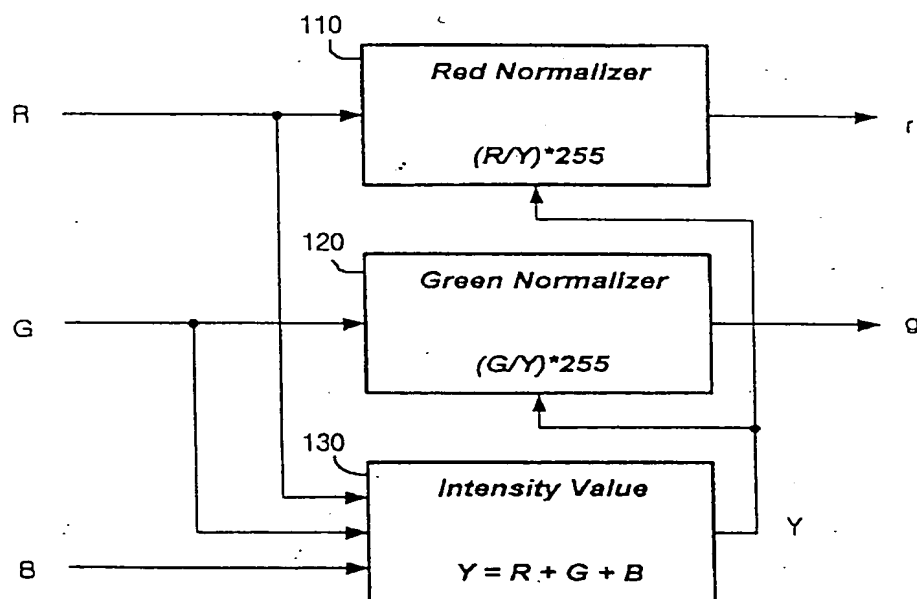 110
Red Normalizer
R
r
(R/Y)*255
120
Green Normalizer
G
g
(G/Y)*255
130
Intensity Value
Y
B
Y = R + G + B